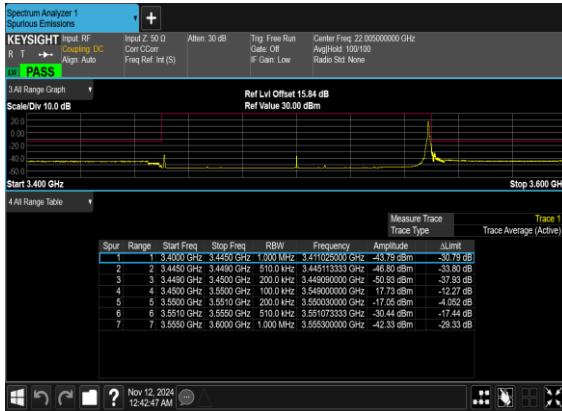 Spectrum Analyzer 1
Spurious Emissions
+
KEYSIGHT Input: RF Input Z: 50 Ω Atten: 30 dB Trig: Free Run Center Freq: 22.005000000 GHz
R T Coupling: DC Corr CCorr Gate: Off Avg|Hold: 100/100
Align: Auto Freq Ref: Int (S) IF Gain: Low Radio Std: None
PASS
3 All Range Graph
Ref Lvl Offset 15.84 dB
Scale/Div 10.0 dB Ref Value 30.00 dBm
20.0
0.00
-20.0
-40.0
-60.0
Start 3.400 GHz Stop 3.600 GH
4 All Range Table
Measure Trace Trace 1
Trace Type Trace Average (Active)
Spur Range Start Freq Stop Freq RBW Frequency Amplitude ΔLimit
1 1 3.4000 GHz 3.4450 GHz 1.000 MHz 3.411025000 GHz -43.79 dBm -30.79 dB
2 2 3.4450 GHz 3.4490 GHz 510.0 kHz 3.445113333 GHz -46.80 dBm -33.80 dB
3 3 3.4490 GHz 3.4500 GHz 200.0 kHz 3.449090000 GHz -50.93 dBm -37.93 dB
4 4 3.4500 GHz 3.5500 GHz 100.0 kHz 3.549000000 GHz 17.73 dBm -12.27 dB
5 5 3.5500 GHz 3.5510 GHz 200.0 kHz 3.550030000 GHz -17.05 dBm -4.052 dB
6 6 3.5510 GHz 3.5550 GHz 510.0 kHz 3.551073333 GHz -30.44 dBm -17.44 dB
7 7 3.5550 GHz 3.6000 GHz 1.000 MHz 3.555300000 GHz -42.33 dBm -29.33 dB
? Nov 12, 2024
12:42:47 AM